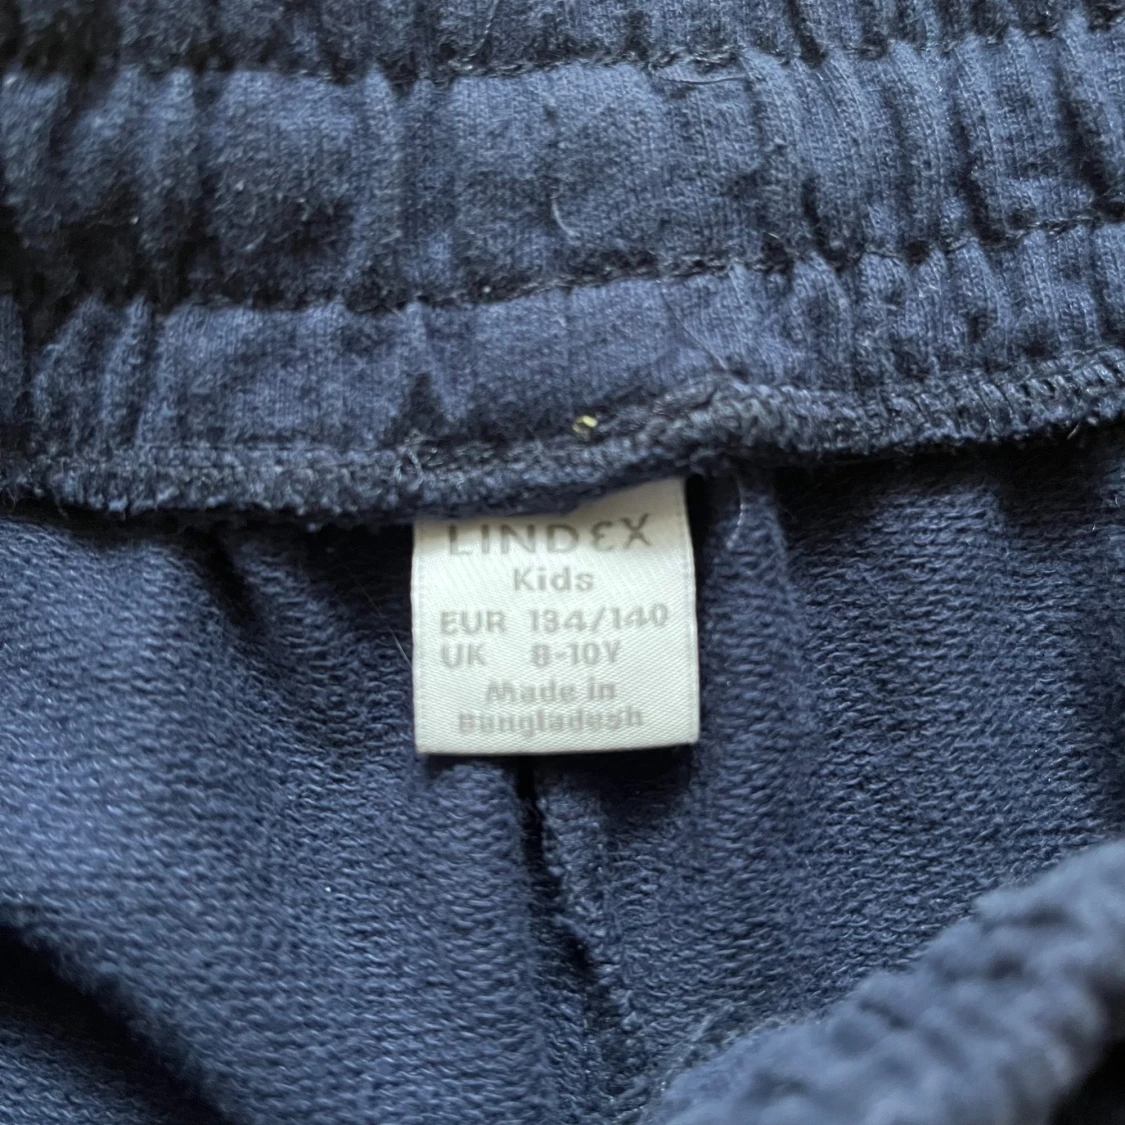 LINDEX
Kids
EUR 134/140
UK 8-10Y
Made in
Bangladesh